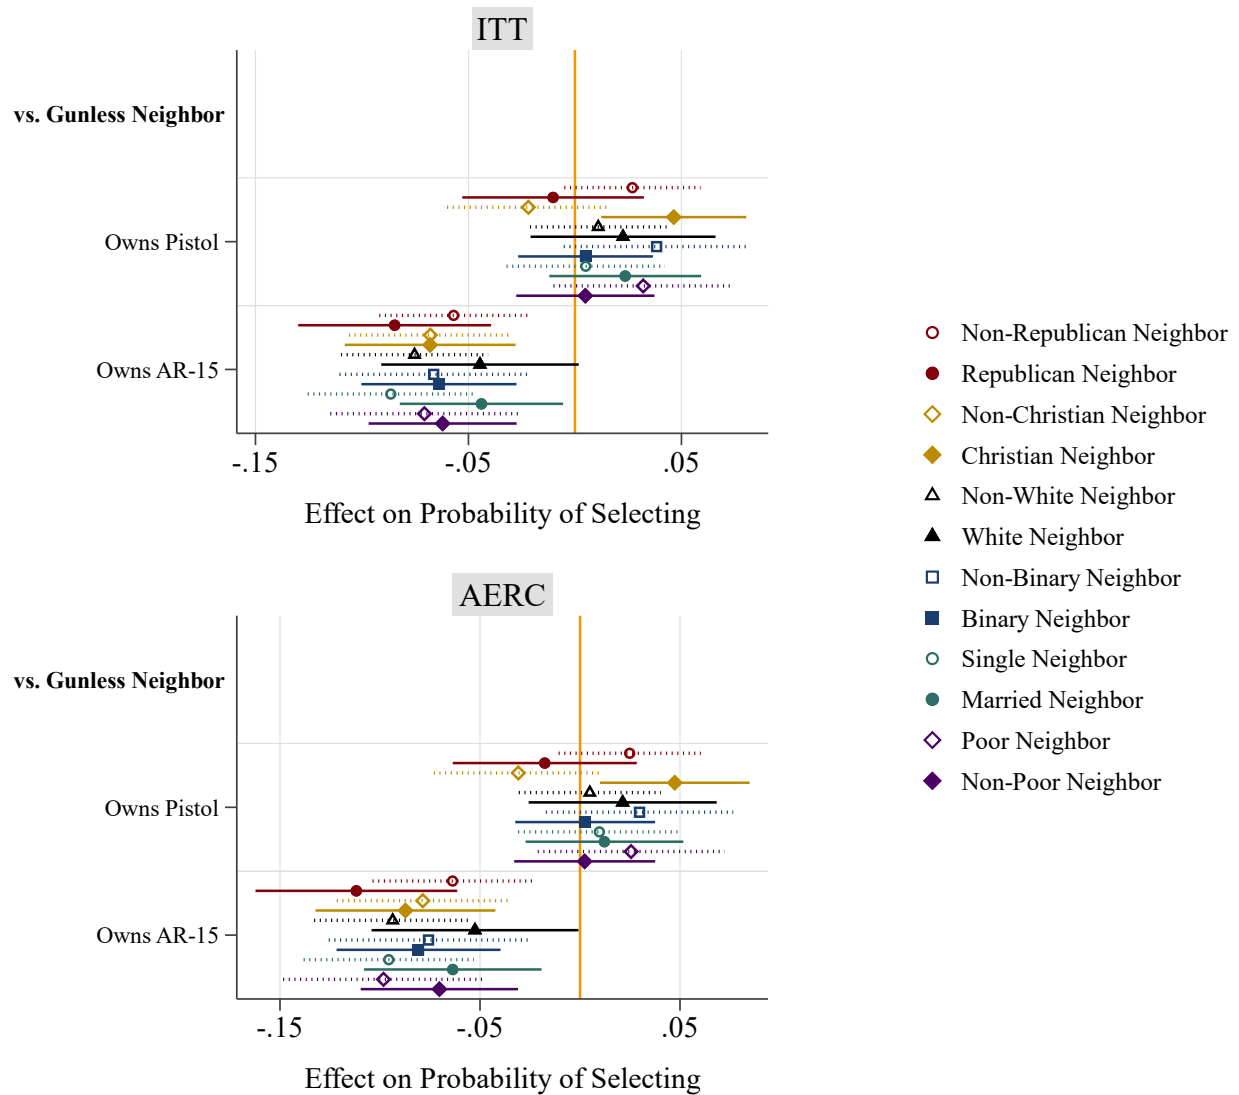 ITT
vs. Gunless Neighbor
Owns Pistol
Owns AR-15
-.15
-.05
.05
Effect on Probability of Selecting
Non-Republican Neighbor
Republican Neighbor
Non-Christian Neighbor
Christian Neighbor
Non-White Neighbor
White Neighbor
Non-Binary Neighbor
Binary Neighbor
Single Neighbor
Married Neighbor
Poor Neighbor
Non-Poor Neighbor
AERC
vs. Gunless Neighbor
Owns Pistol
Owns AR-15
-.15
-.05
.05
Effect on Probability of Selecting